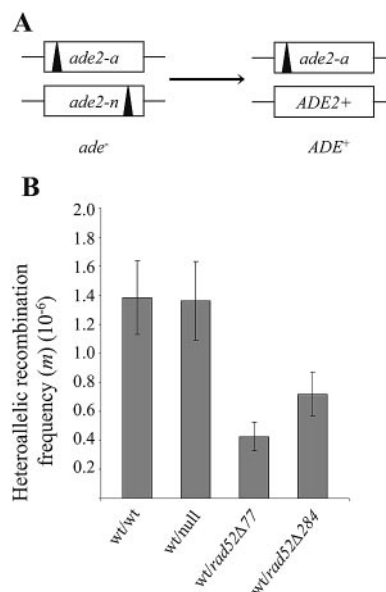 A
ade2-a
ade2-a
ade2-n
ADE2+
ade-
ADE+
B
Heteroallelic recombination
frequency (m) (10-6)
2.0
1.8
1.6
1.4
1.2
1.0
0.8
0.6
0.4
0.2
wt/wt
wt/null
wt/rad52Δ77
wt/rad52Δ284